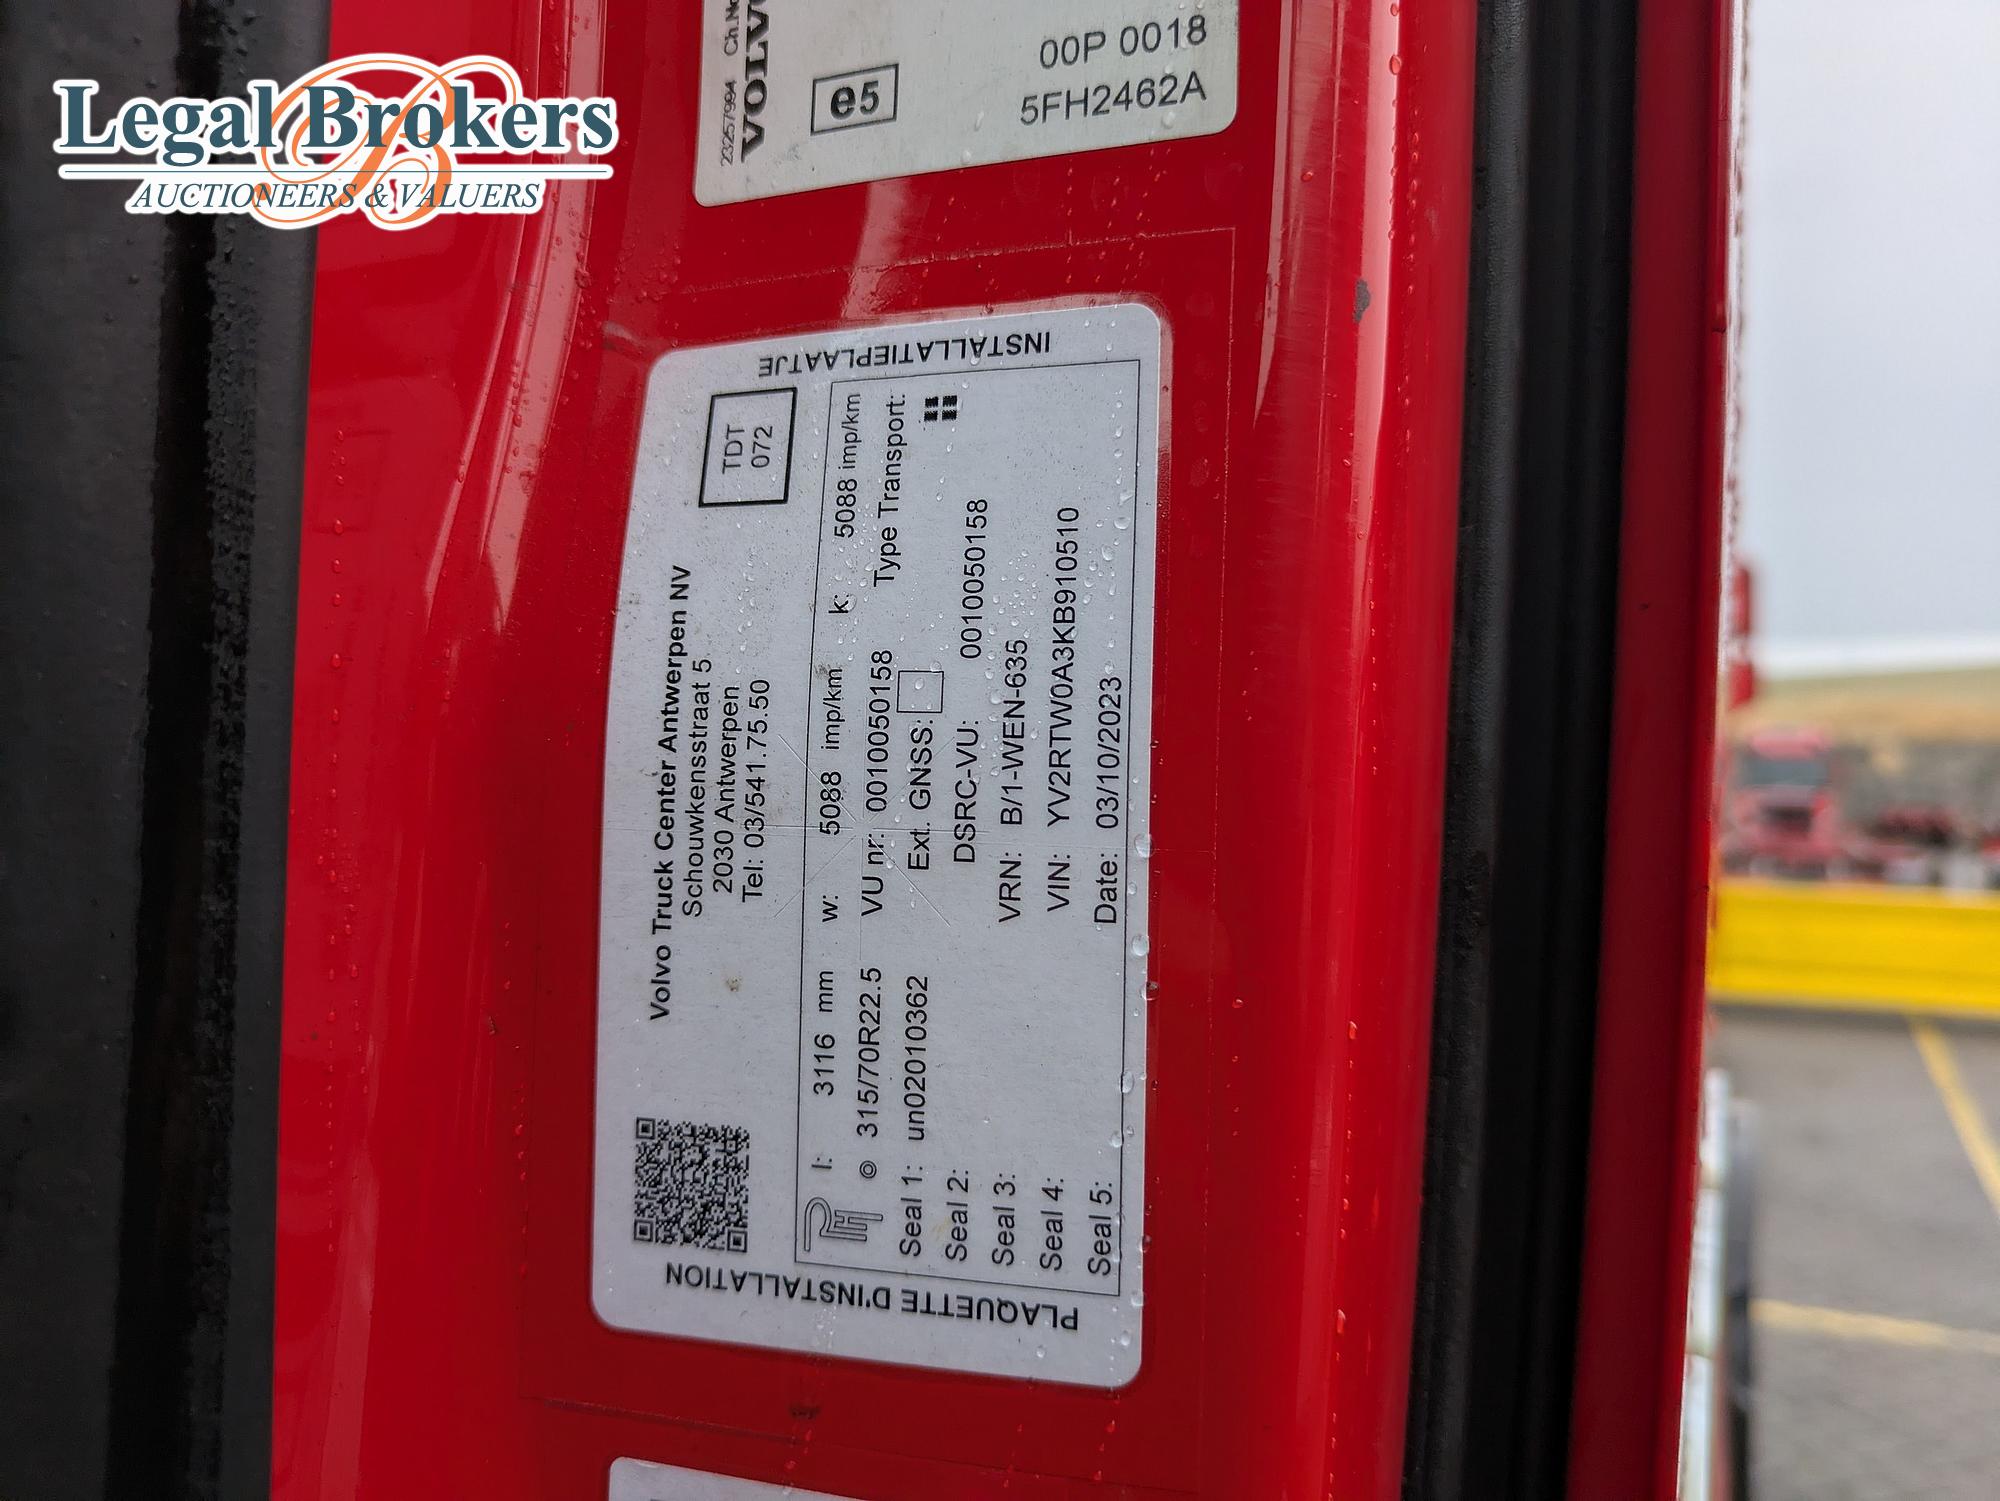 Legal Brokers
AUCTIONEERS & VALUERS
23257984 Ch.No
VOLVO
e5
00P 0018
5FH2462A
INSTALLATIEPLAATJE
Volvo Truck Center Antwerpen NV
Schouwkensstraat 5
2030 Antwerpen
Tel: 03/541.75.50
TDT
072
l: 3116 mm w: 5088 imp/km k: 5088 imp/km
315/70R22.5 VU nr: 0010050158 Type Transport:
Seal 1: un02010362 Ext. GNSS:
Seal 2: DSRC-VU: 0010050158
Seal 3: VRN: B/1-WEN-635
Seal 4: VIN: YV2RTW0A3KB910510
Seal 5: Date: 03/10/2023
PLAQUETTE D'INSTALLATION